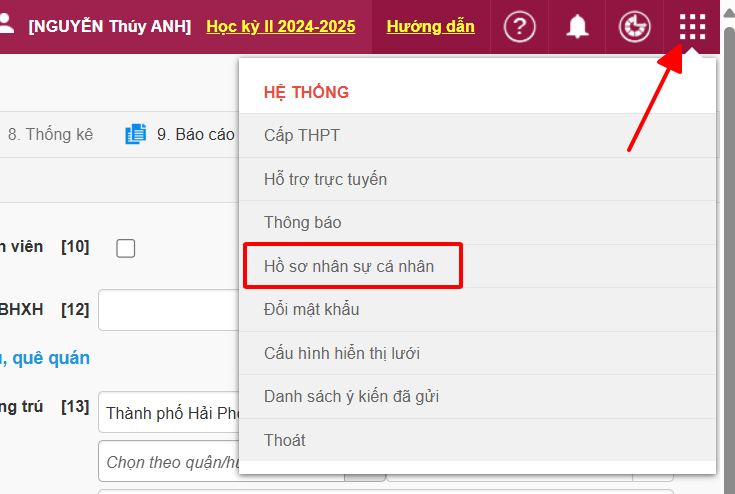 [NGUYỄN Thúy ANH] Học kỳ II 2024-2025 Hướng dẫn
HỆ THỐNG
8. Thống kê 9. Báo cáo
Cấp THPT
Hỗ trợ trực tuyến
Thông báo
viên [10]
Hồ sơ nhân sự cá nhân
BHXH [12]
Đổi mật khẩu
quê quán
Cấu hình hiển thị lưới
Danh sách ý kiến đã gửi
trú [13]
Thành phố Hải
Thoát
Chọn theo